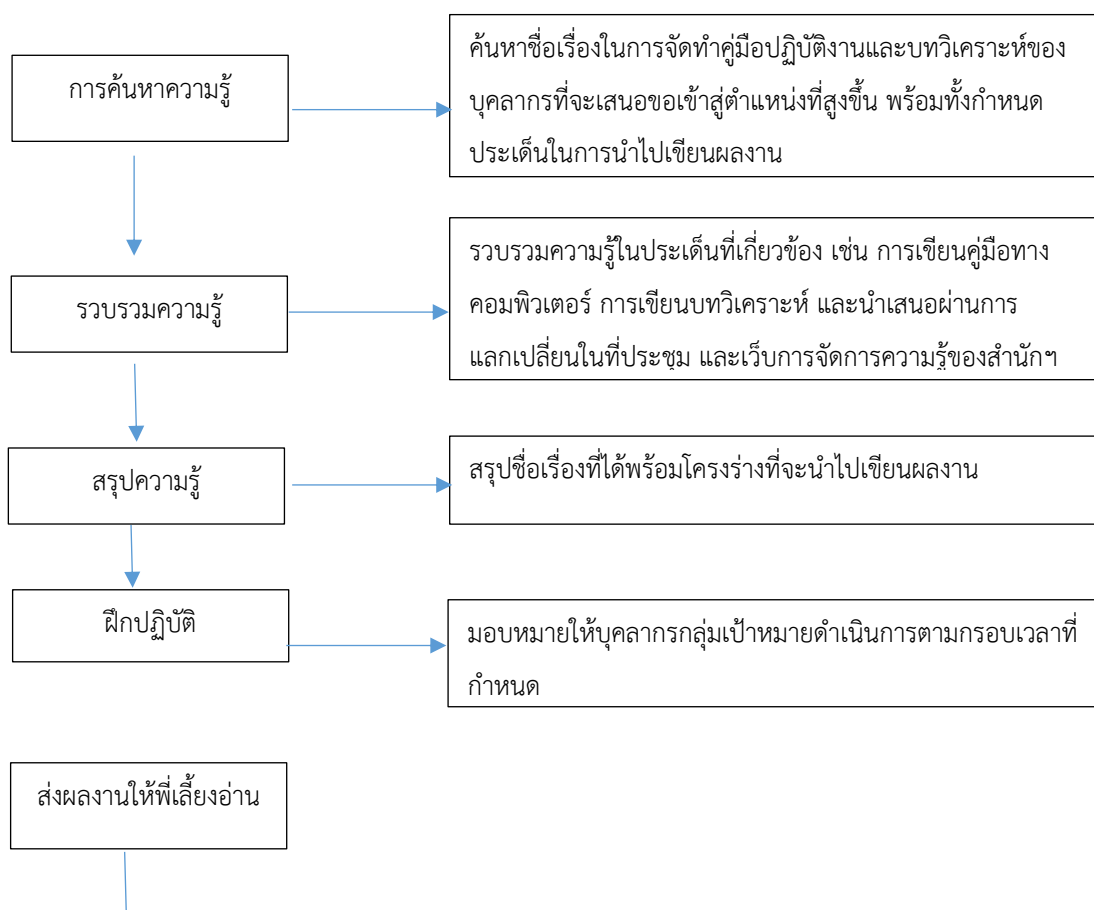 การค้นหาความรู้
ค้นหาชื่อเรื่องในการจัดทำคู่มือปฏิบัติงานและบทวิเคราะห์ของ
บุคลากรที่จะเสนอขอเข้าสู่ตำแหน่งที่สูงขึ้น พร้อมทั้งกำหนด
ประเด็นในการนำไปเขียนผลงาน
รวบรวมความรู้
รวบรวมความรู้ในประเด็นที่เกี่ยวข้อง เช่น การเขียนคู่มือทาง
คอมพิวเตอร์ การเขียนบทวิเคราะห์ และนำเสนอผ่านการ
แลกเปลี่ยนในที่ประชุม และเว็บการจัดการความรู้ของสำนักฯ
สรุปความรู้
สรุปชื่อเรื่องที่ได้พร้อมโครงร่างที่จะนำไปเขียนผลงาน
ฝึกปฏิบัติ
มอบหมายให้บุคลากรกลุ่มเป้าหมายดำเนินการตามกรอบเวลาที่
กำหนด
ส่งผลงานให้พี่เลี้ยงอ่าน